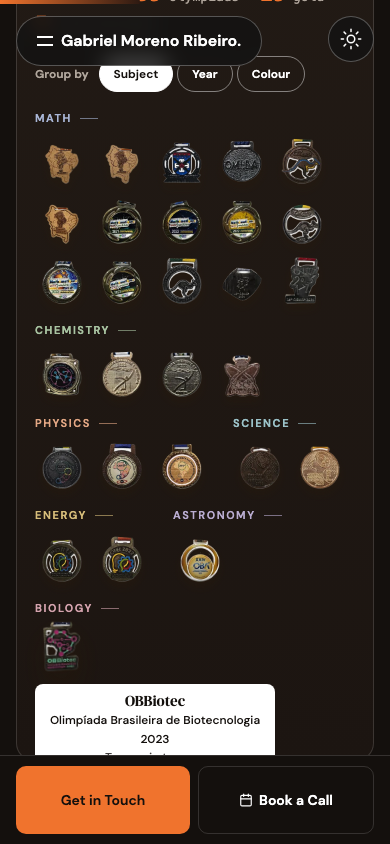 Gabriel Moreno Ribeiro.
Group by Subject Year Colour
MATH
CHEMISTRY
PHYSICS SCIENCE
ENERGY ASTRONOMY
BIOLOGY
OBBiotec
Olimpíada Brasileira de Biotecnologia
2023
Get in Touch Book a Call